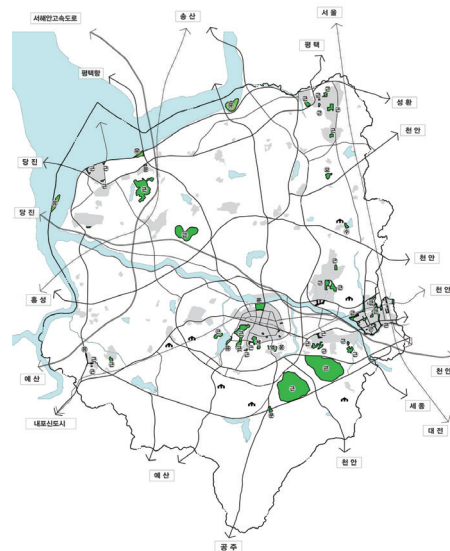 서울
송산
서해안고속도로
평택
평택항
성환
천안
당진
당진
천안
천안
홍성
천안
예산
세종
내포신도시
대전
예산
천안
공주